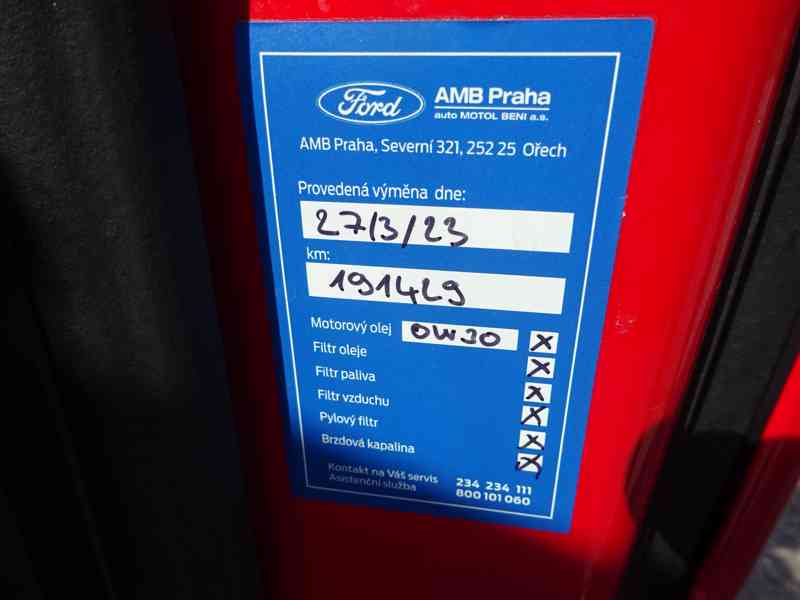 Ford
AMB Praha
auto MOTOL BENI a.s.
AMB Praha, Severní 321, 252 25 Ořech
Provedená výměna dne:
27/3/23
km:
191429
Motorový olej 0W30 X
Filtr oleje X
Filtr paliva X
Filtr vzduchu X
Pylový filtr X
Brzdová kapalina X
Kontakt na Váš servis 234 234 111
Asistenční služba 800 101 060